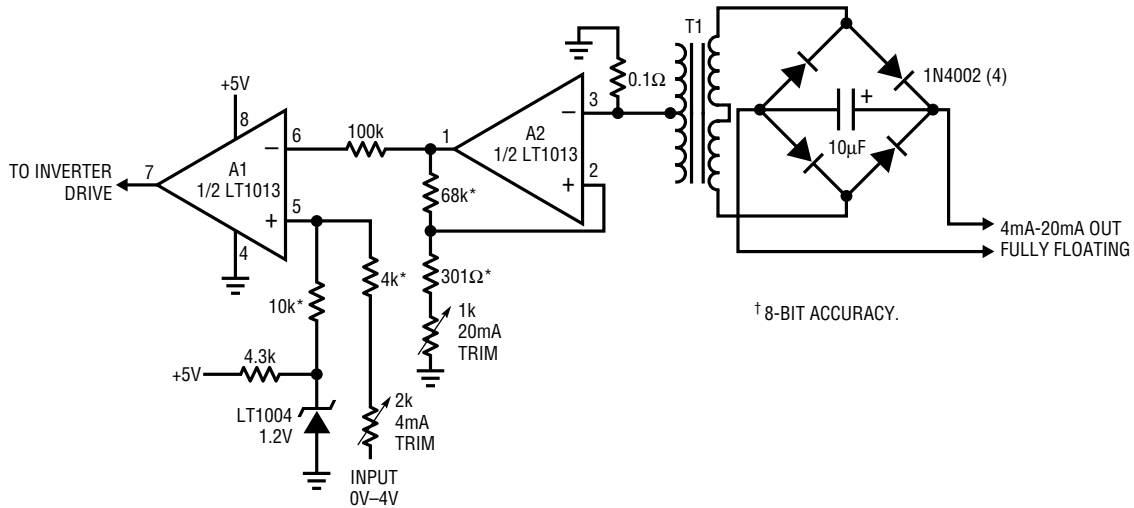 T1
+5V
8
6
100k
1
A1
1/2 LT1013
−
+
7
TO INVERTER
DRIVE
5
4
68k*
A2
1/2 LT1013
−
+
3
2
0.1Ω
1N4002 (4)
+
10µF
4mA-20mA OUT
FULLY FLOATING
10k*
4k*
301Ω*
1k
20mA
TRIM
† 8-BIT ACCURACY.
+5V
4.3k
LT1004
1.2V
2k
4mA
TRIM
INPUT
0V–4V